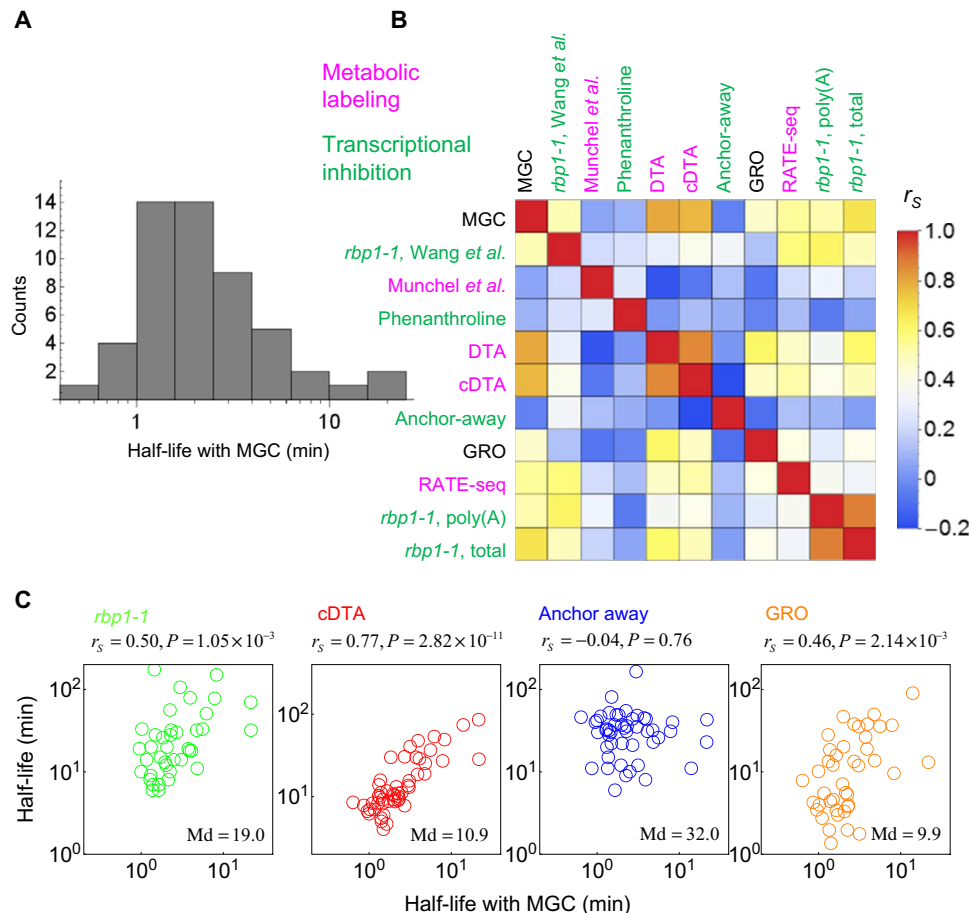 A
B
Metabolic
labeling
Transcriptional
inhibition
MGC
rbp1-1, Wang et al.
Munchel et al.
Phenanthroline
DTA
cDTA
Anchor-away
GRO
RATE-seq
rbp1-1, poly(A)
rbp1-1, total
14
12
10
8
6
4
2
Counts
1
10
Half-life with MGC (min)
MGC
rbp1-1, Wang et al.
Munchel et al.
Phenanthroline
DTA
cDTA
Anchor-away
GRO
RATE-seq
rbp1-1, poly(A)
rbp1-1, total
rS
1.0
0.8
0.6
0.4
0.2
0
−0.2
C
rbp1-1
rS = 0.50, P = 1.05×10⁻³
cDTA
rS = 0.77, P = 2.82×10⁻¹¹
Anchor away
rS = −0.04, P = 0.76
GRO
rS = 0.46, P = 2.14×10⁻³
Half-life (min)
10²
10¹
10⁰
Md = 19.0
10⁰
10¹
10²
10¹
Md = 10.9
10⁰
10¹
10²
10¹
10⁰
Md = 32.0
10⁰
10¹
10²
10¹
10⁰
Md = 9.9
10⁰
10¹
Half-life with MGC (min)